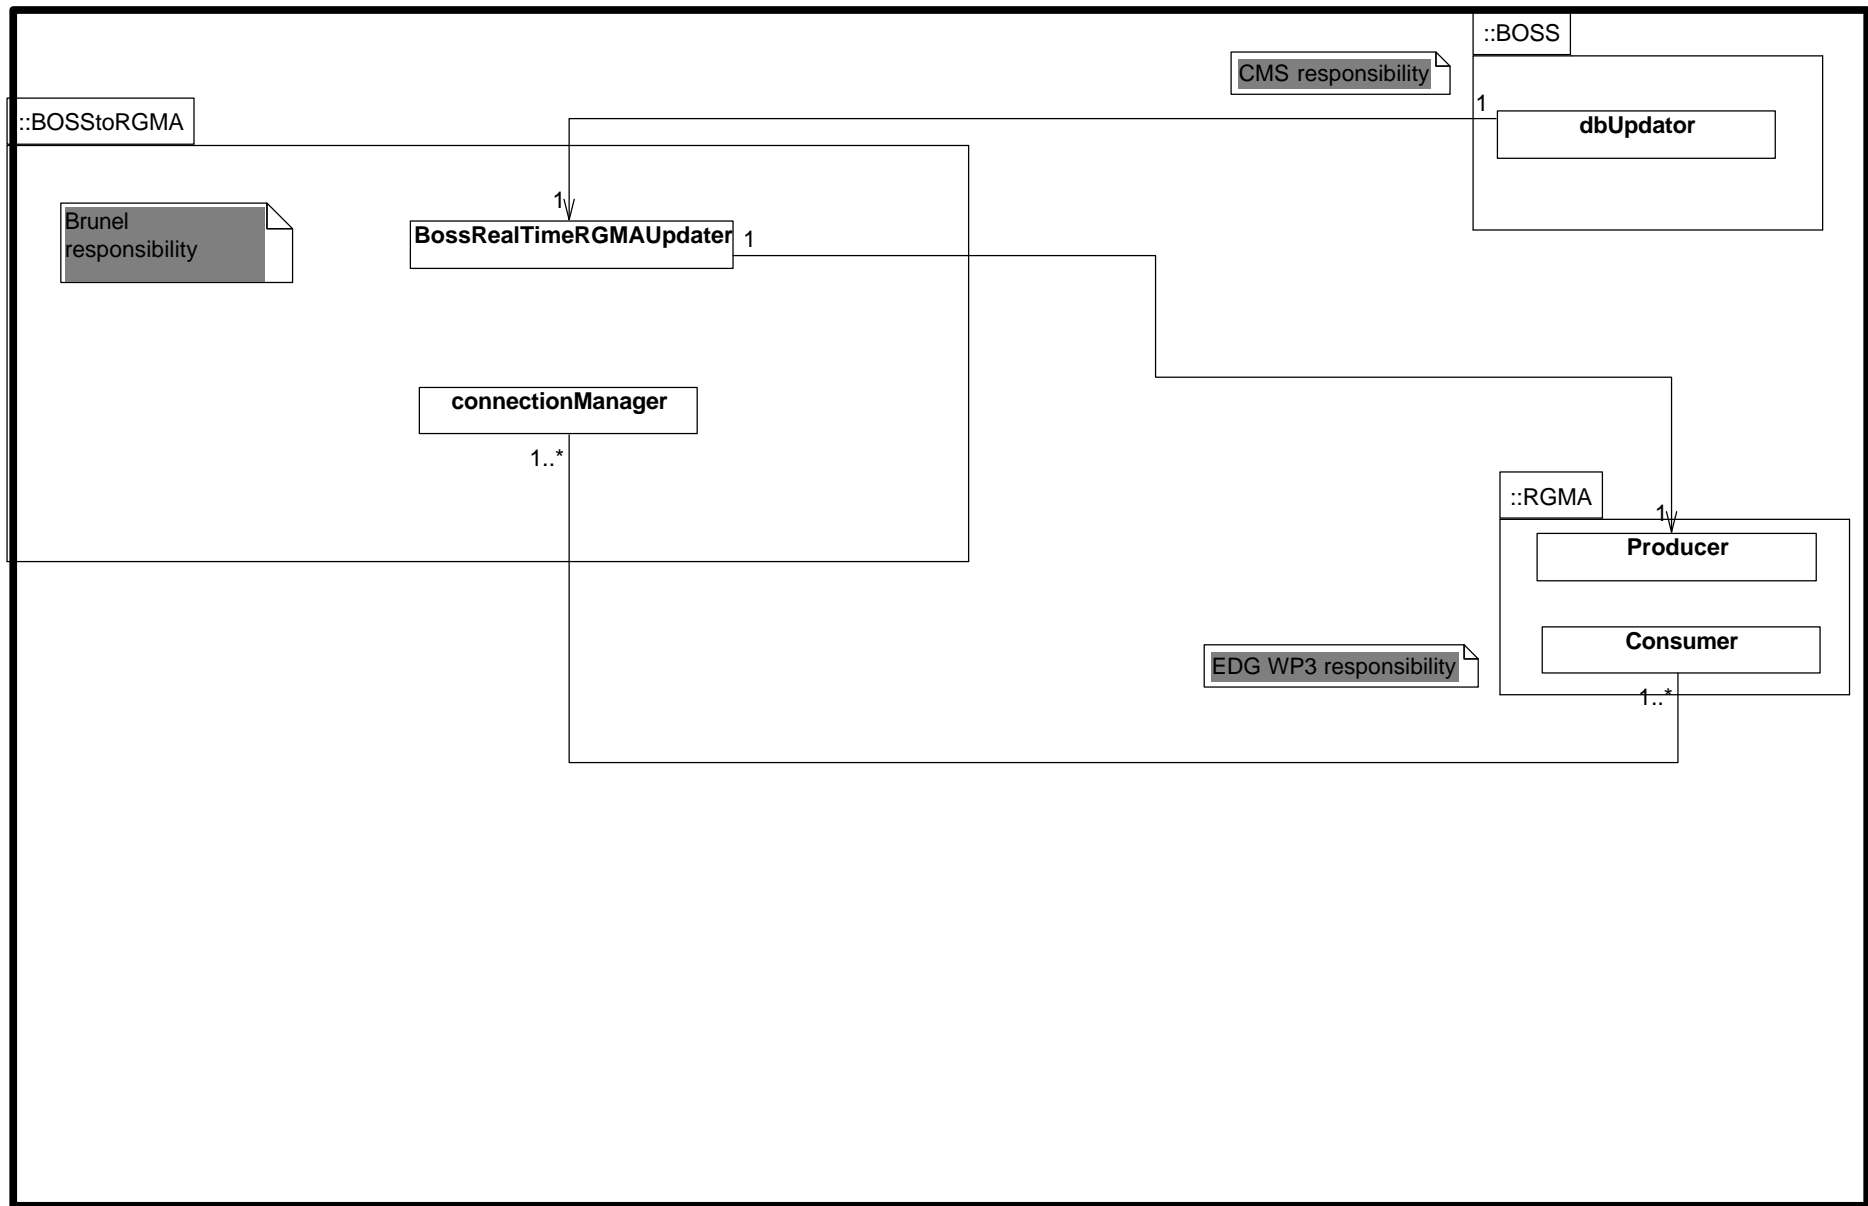 ::BOSS
CMS responsibility
1
dbUpdator
::BOSStoRGMA
1
Brunel
responsibility
BossRealTimeRGMAUpdater
1
connectionManager
1..*
::RGMA
1
Producer
Consumer
EDG WP3 responsibility
1..*